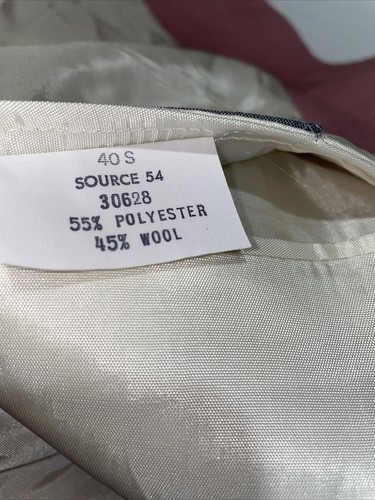 40 S
SOURCE 54
30628
55% POLYESTER
45% WOOL